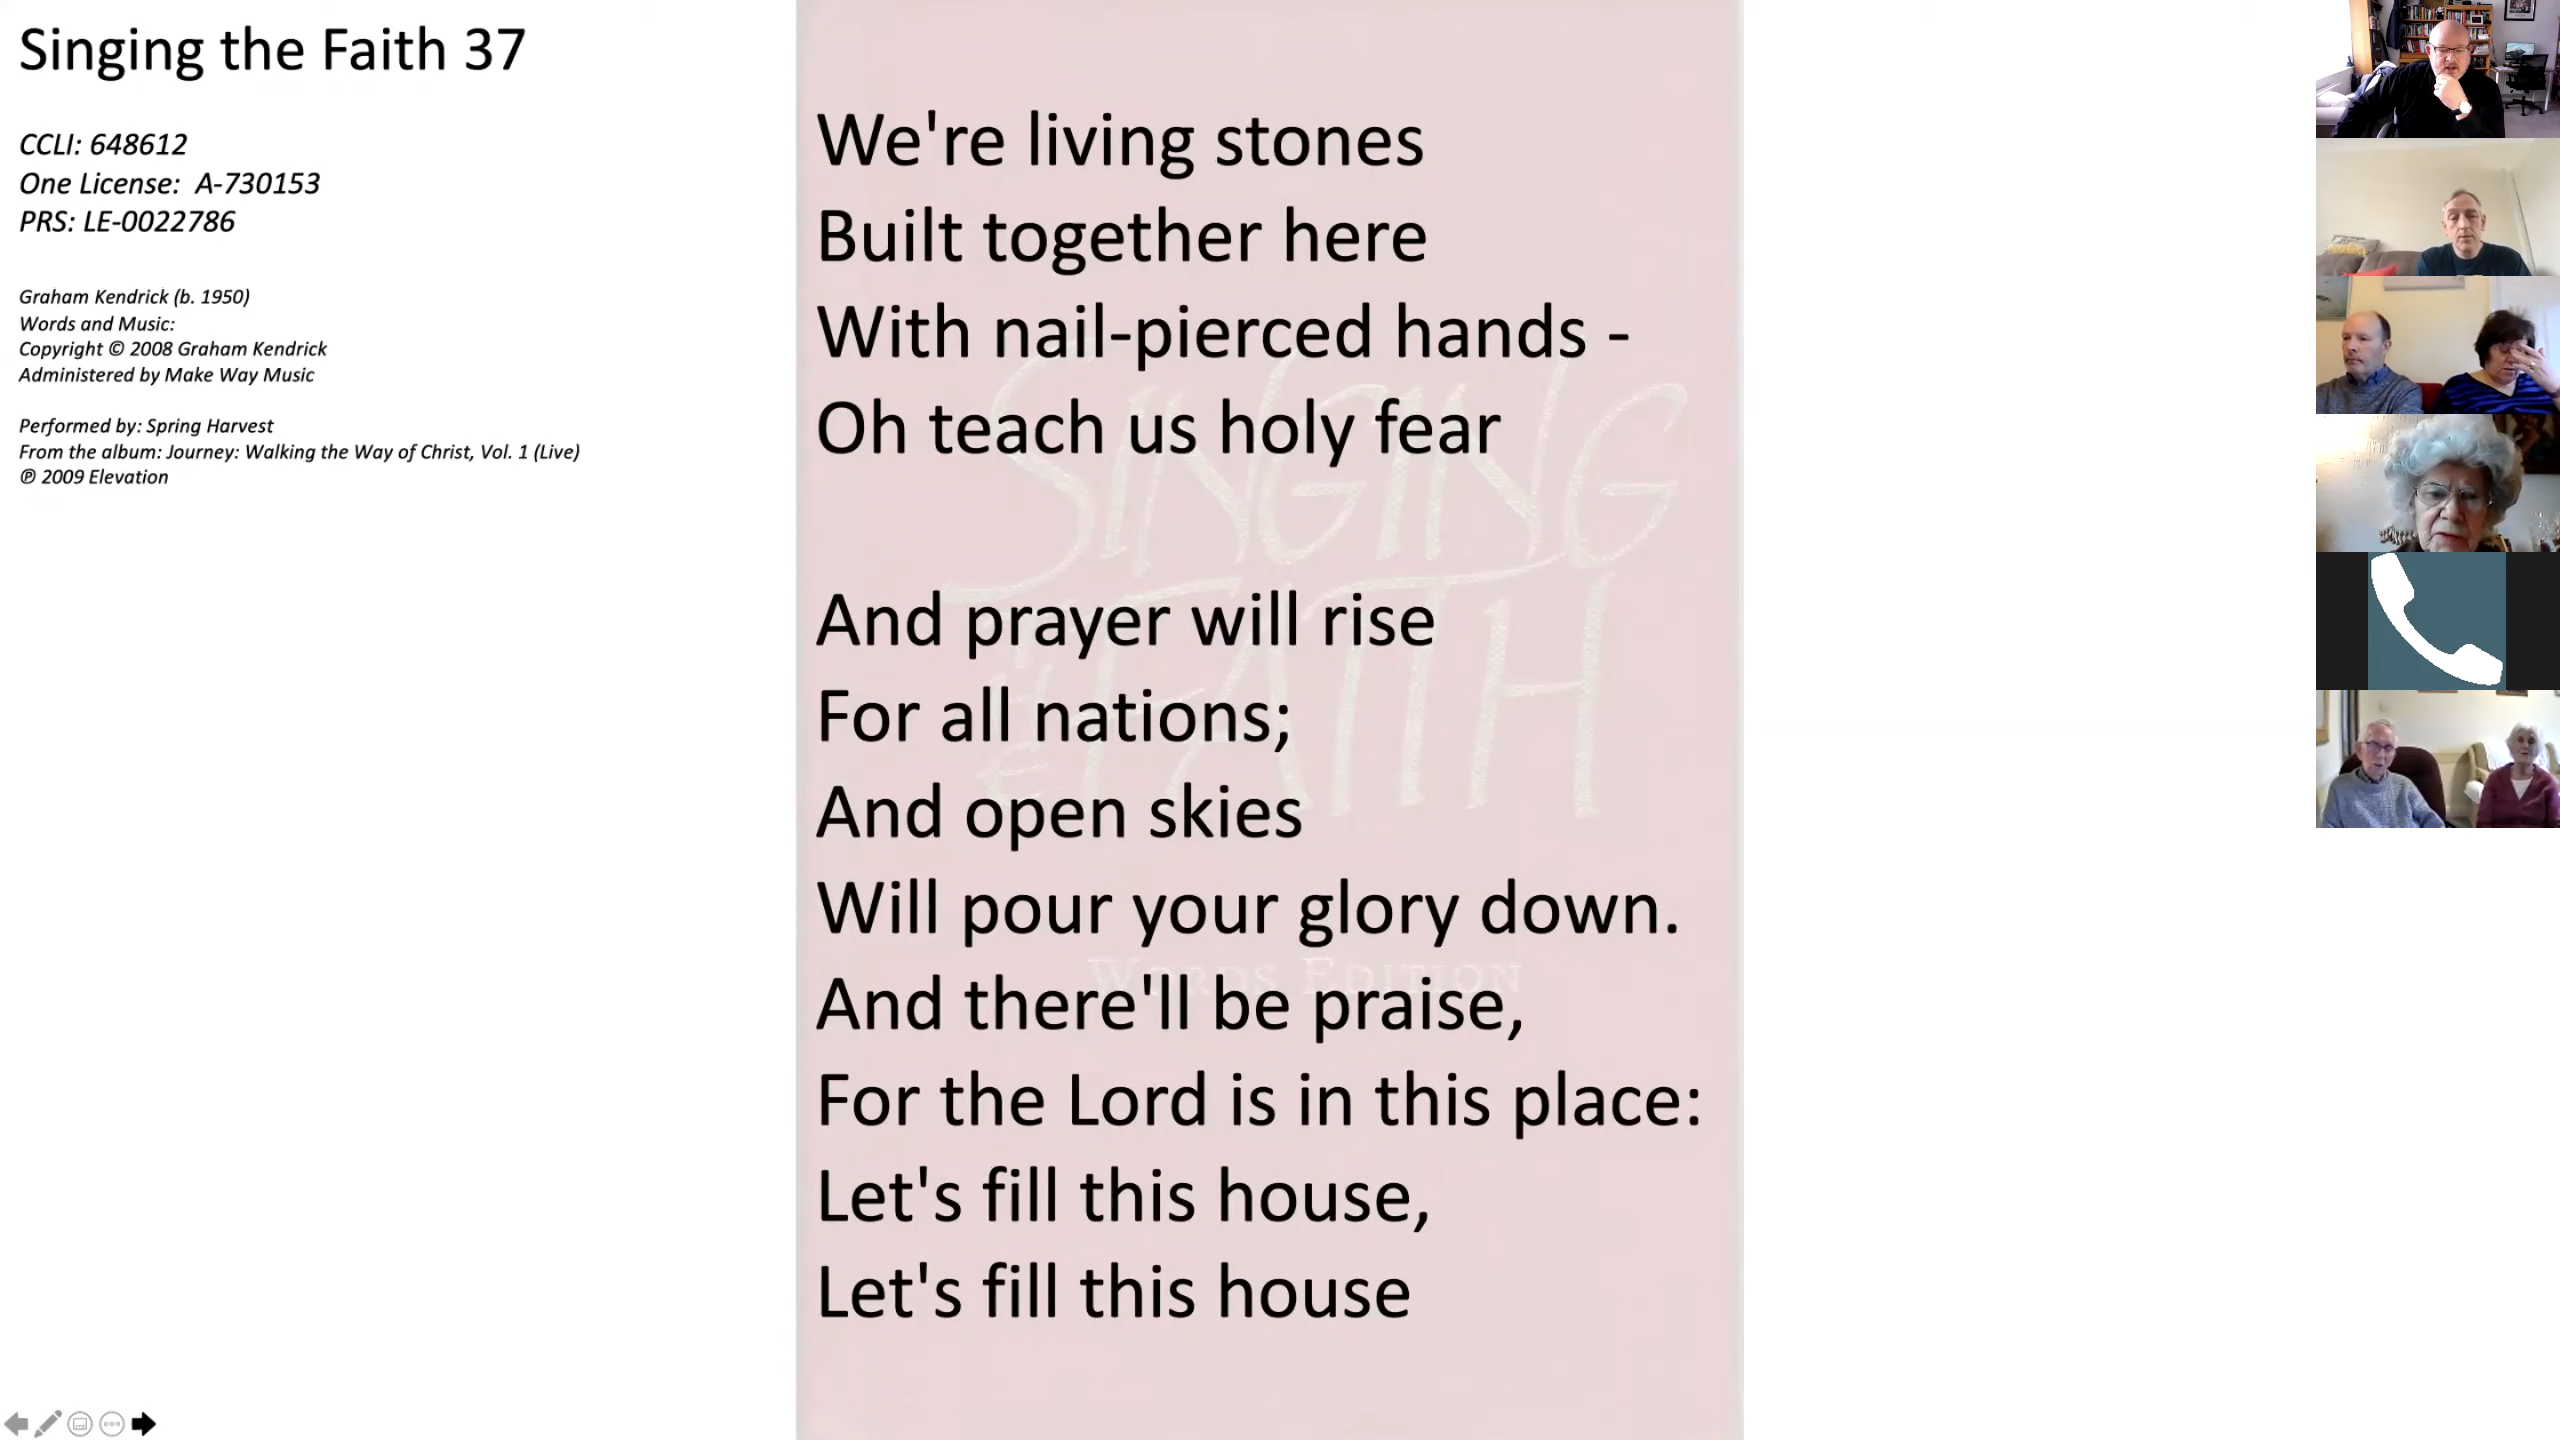 Singing the Faith 37
CCLI: 648612
One License:  A-730153
PRS: LE-0022786
Graham Kendrick (b. 1950)
Words and Music:
Copyright © 2008 Graham Kendrick
Administered by Make Way Music
Performed by: Spring Harvest
From the album: Journey: Walking the Way of Christ, Vol. 1 (Live)
℗ 2009 Elevation
We're living stones
Built together here
With nail-pierced hands -
Oh teach us holy fear
And prayer will rise
For all nations;
And open skies
Will pour your glory down.
And there'll be praise,
For the Lord is in this place:
Let's fill this house,
Let's fill this house
SINGING
THE
FAITH
WORDS EDITION